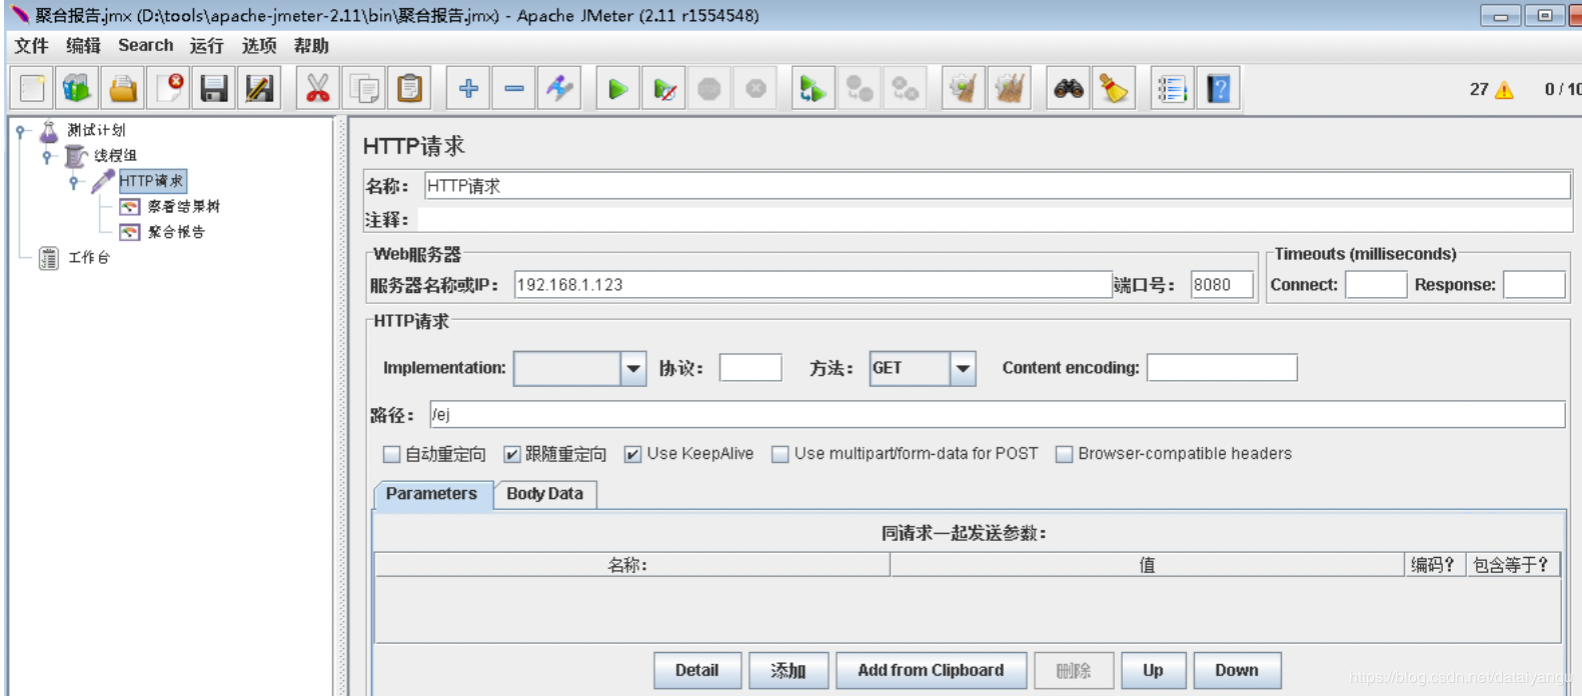 聚合报告.jmx (D:\tools\apache-jmeter-2.11\bin\聚合报告.jmx) - Apache JMeter (2.11 r1554548)
文件 编辑 Search 运行 选项 帮助
27 0 / 10
测试计划
线程组
HTTP请求
察看结果树
聚合报告
工作台
HTTP请求
名称: HTTP请求
注释:
Web服务器
服务器名称或IP: 192.168.1.123 端口号: 8080
Timeouts (milliseconds)
Connect: Response:
HTTP请求
Implementation: 协议: 方法: GET Content encoding:
路径: /ej
自动重定向 跟随重定向 Use KeepAlive Use multipart/form-data for POST Browser-compatible headers
Parameters Body Data
同请求一起发送参数:
名称: 值 编码? 包含等于?
Detail 添加 Add from Clipboard 删除 Up Down
https://blog.csdn.net/dataiyangu